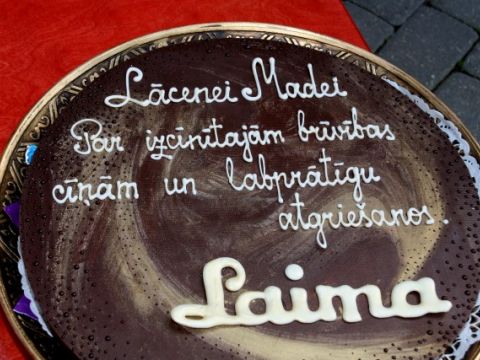 Lācenei Madei
Par izcīnītajām brīvības
cīņām un labprātīgu
atgriešanos.
Laima